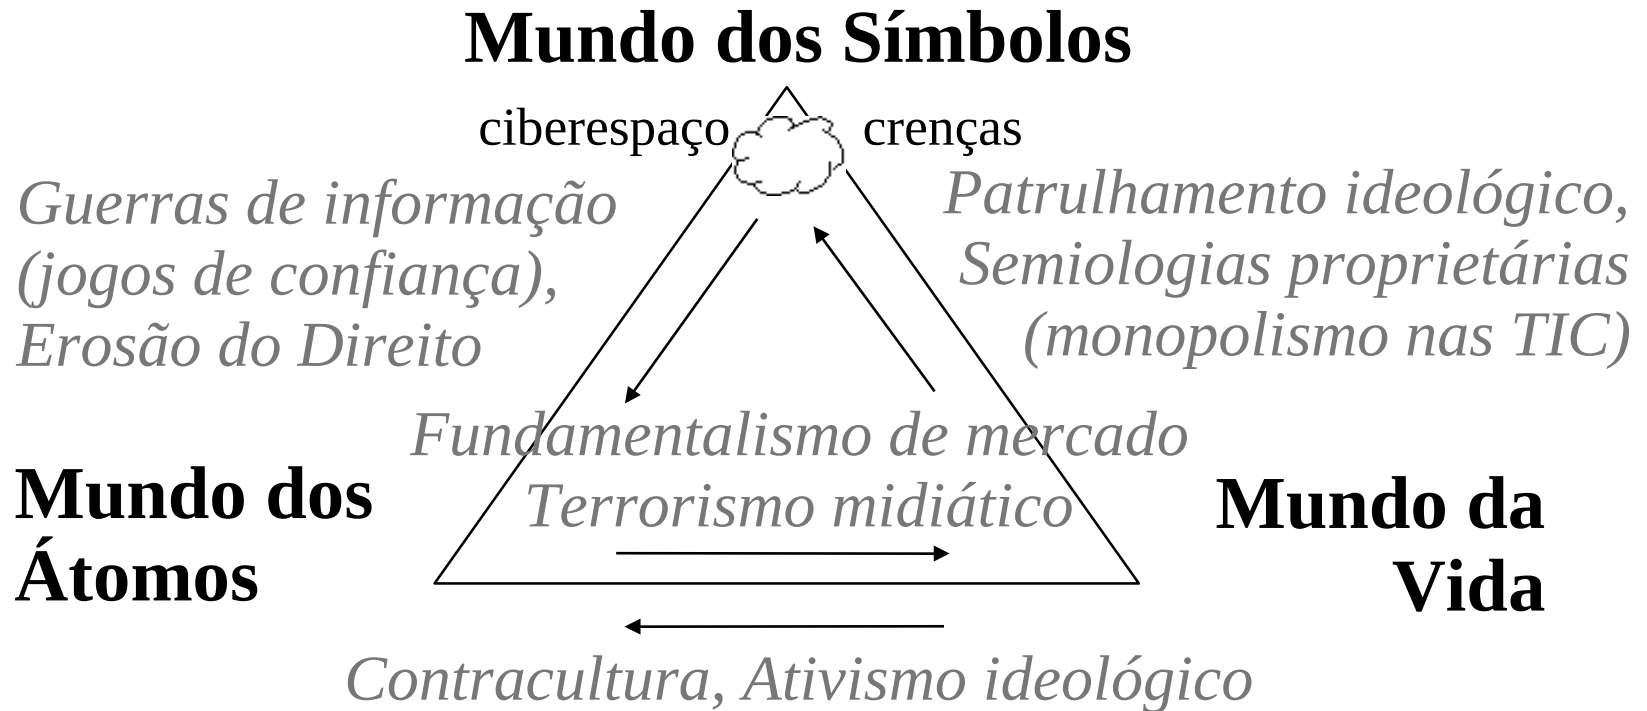 Mundo dos Símbolos
ciberespaço crenças
Guerras de informação
(jogos de confiança),
Erosão do Direito
Patrulhamento ideológico,
Semiologias proprietárias
(monopolismo nas TIC)
Fundamentalismo de mercado
Terrorismo midiático
Mundo dos
Átomos
Mundo da
Vida
Contracultura, Ativismo ideológico